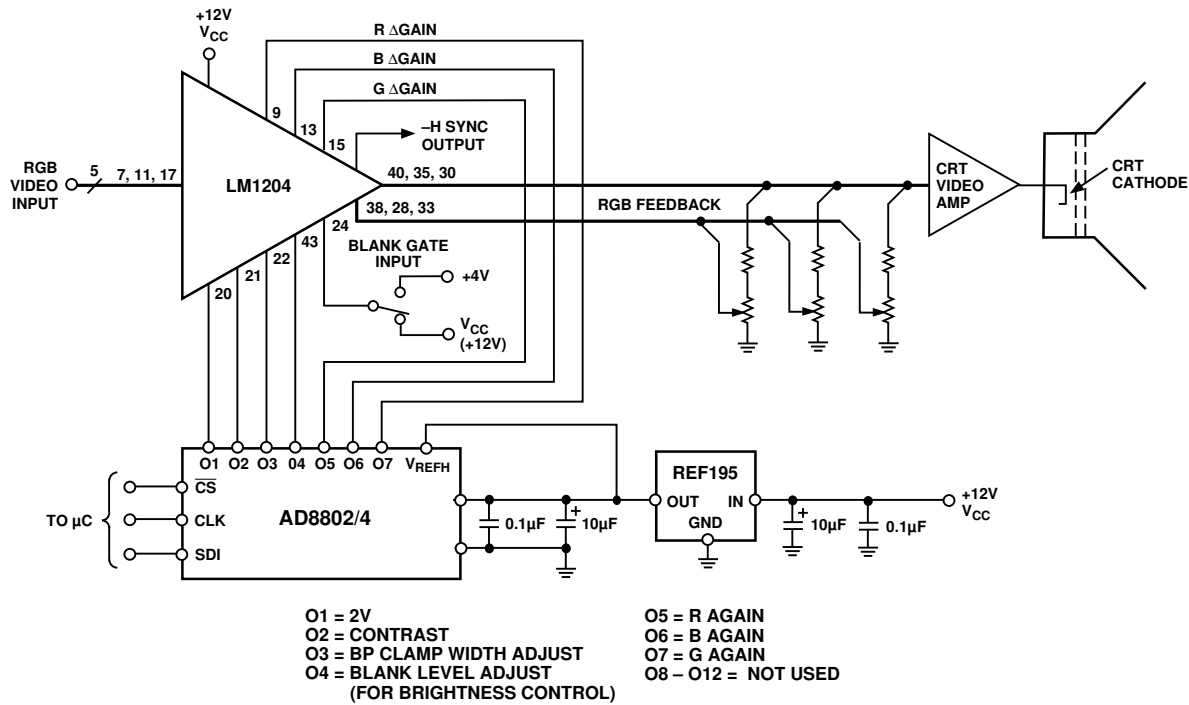 +12V
VCC
R ΔGAIN
B ΔGAIN
G ΔGAIN
9
13
15
–H SYNC
OUTPUT
RGB
VIDEO
INPUT
5
7, 11, 17
LM1204
40, 35, 30
38, 28, 33
RGB FEEDBACK
CRT
VIDEO
AMP
CRT
CATHODE
24
43
22
21
20
BLANK GATE
INPUT
+4V
VCC
(+12V)
O1 O2 O3 04 O5 O6 O7 VREFH
TO µC
CS
CLK
SDI
AD8802/4
0.1µF
+
10µF
REF195
OUT IN
GND
+
10µF
0.1µF
+12V
VCC
O1 = 2V
O2 = CONTRAST
O3 = BP CLAMP WIDTH ADJUST
O4 = BLANK LEVEL ADJUST
(FOR BRIGHTNESS CONTROL)
O5 = R AGAIN
O6 = B AGAIN
O7 = G AGAIN
O8 – O12 = NOT USED